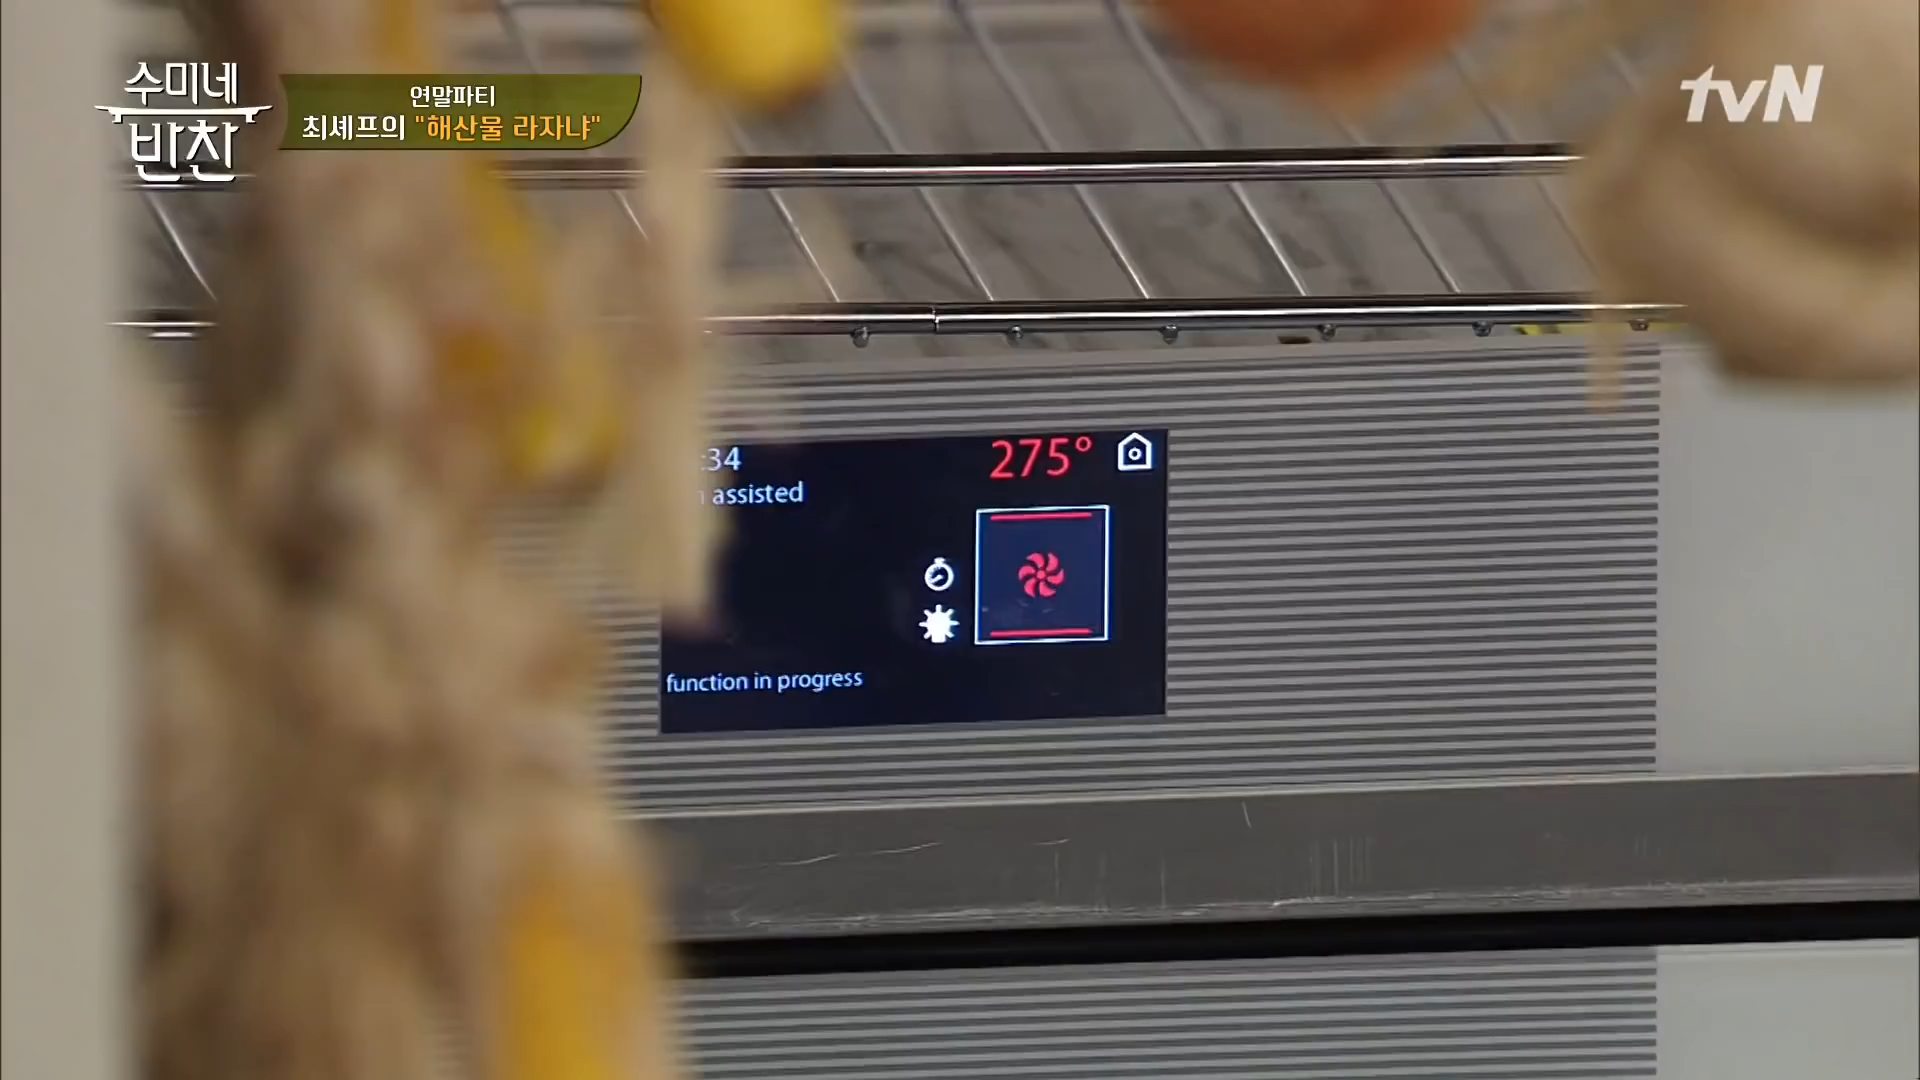 수미네
반찬
연말파티
최셰프의 "해산물 라자냐"
tvN
:34
275°
assisted
function in progress